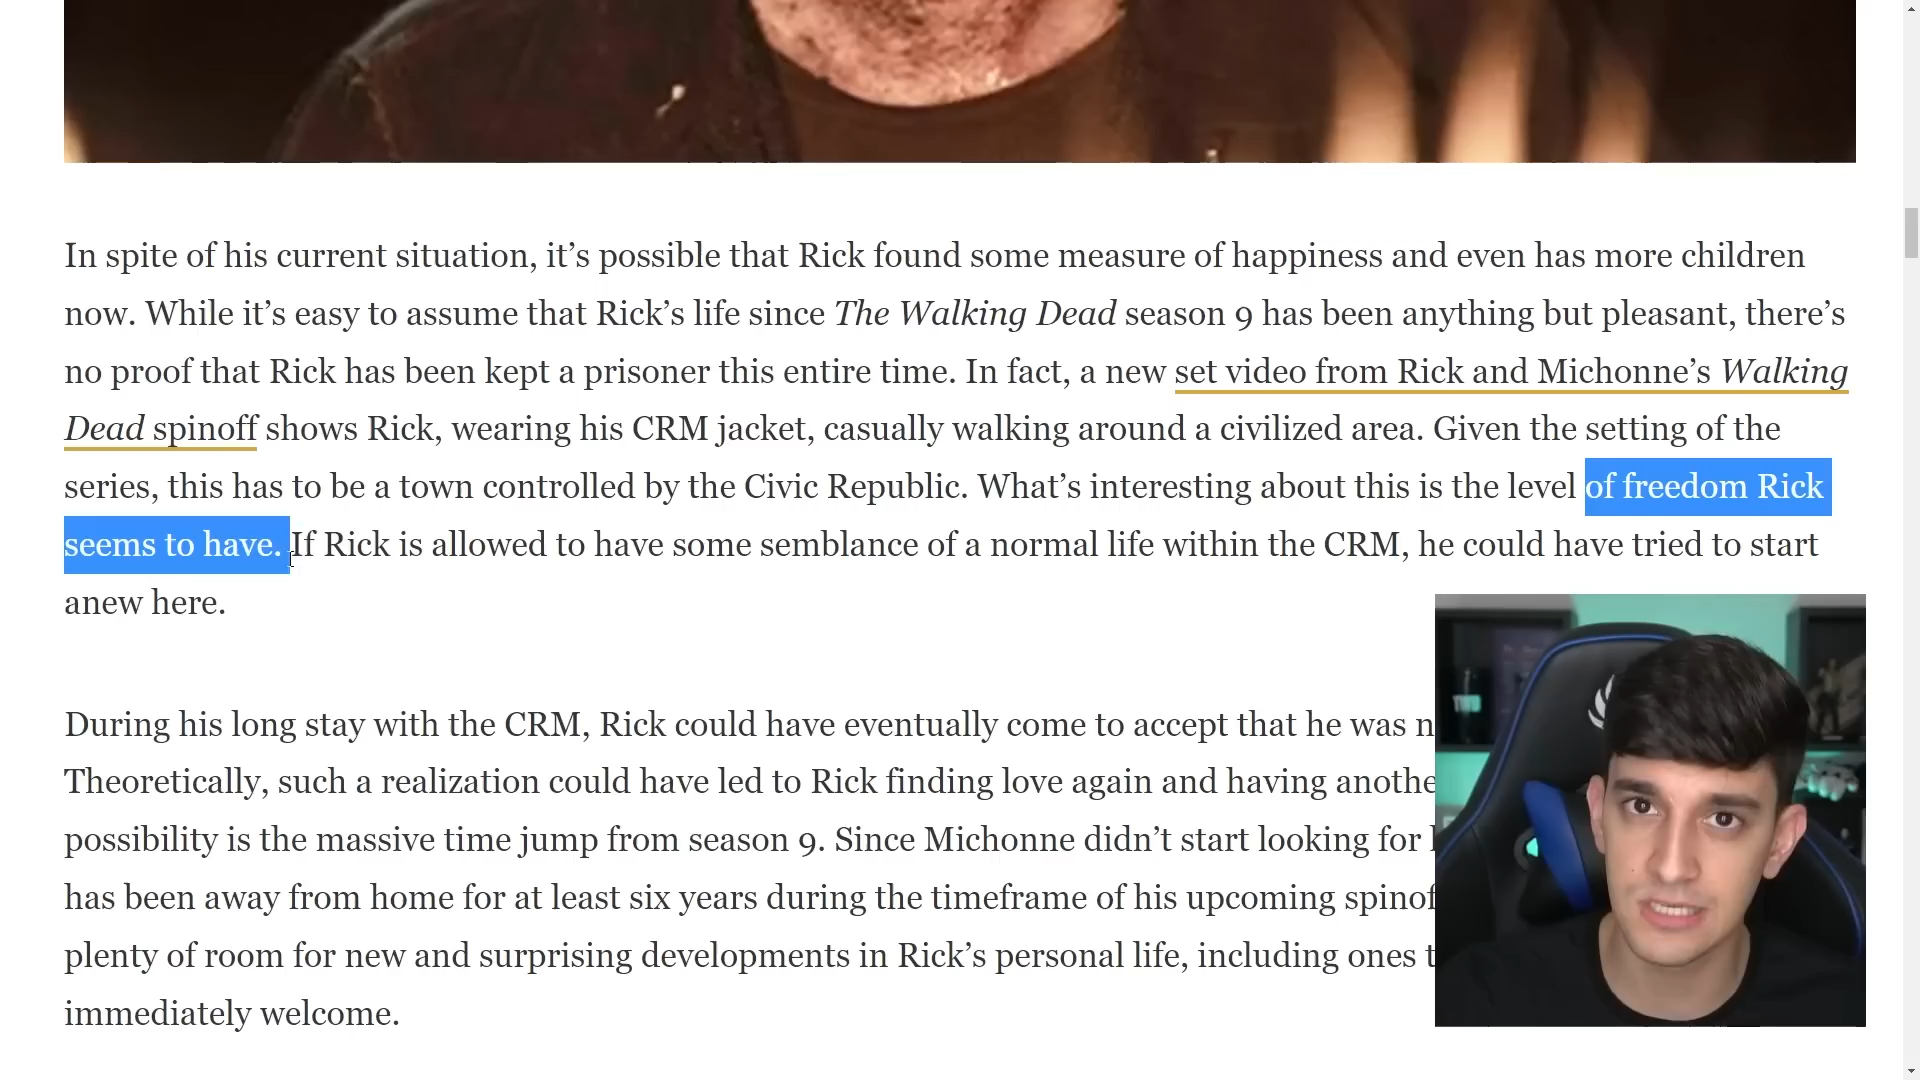 In spite of his current situation, it’s possible that Rick found some measure of happiness and even has more children
now. While it’s easy to assume that Rick’s life since The Walking Dead season 9 has been anything but pleasant, there’s
no proof that Rick has been kept a prisoner this entire time. In fact, a new set video from Rick and Michonne’s Walking
Dead spinoff shows Rick, wearing his CRM jacket, casually walking around a civilized area. Given the setting of the
series, this has to be a town controlled by the Civic Republic. What’s interesting about this is the level of freedom Rick
seems to have. If Rick is allowed to have some semblance of a normal life within the CRM, he could have tried to start
anew here.
During his long stay with the CRM, Rick could have eventually come to accept that he was
Theoretically, such a realization could have led to Rick finding love again and having
possibility is the massive time jump from season 9. Since Michonne didn’t start looking for
has been away from home for at least six years during the timeframe of his upcoming
plenty of room for new and surprising developments in Rick’s personal life, including ones
immediately welcome.